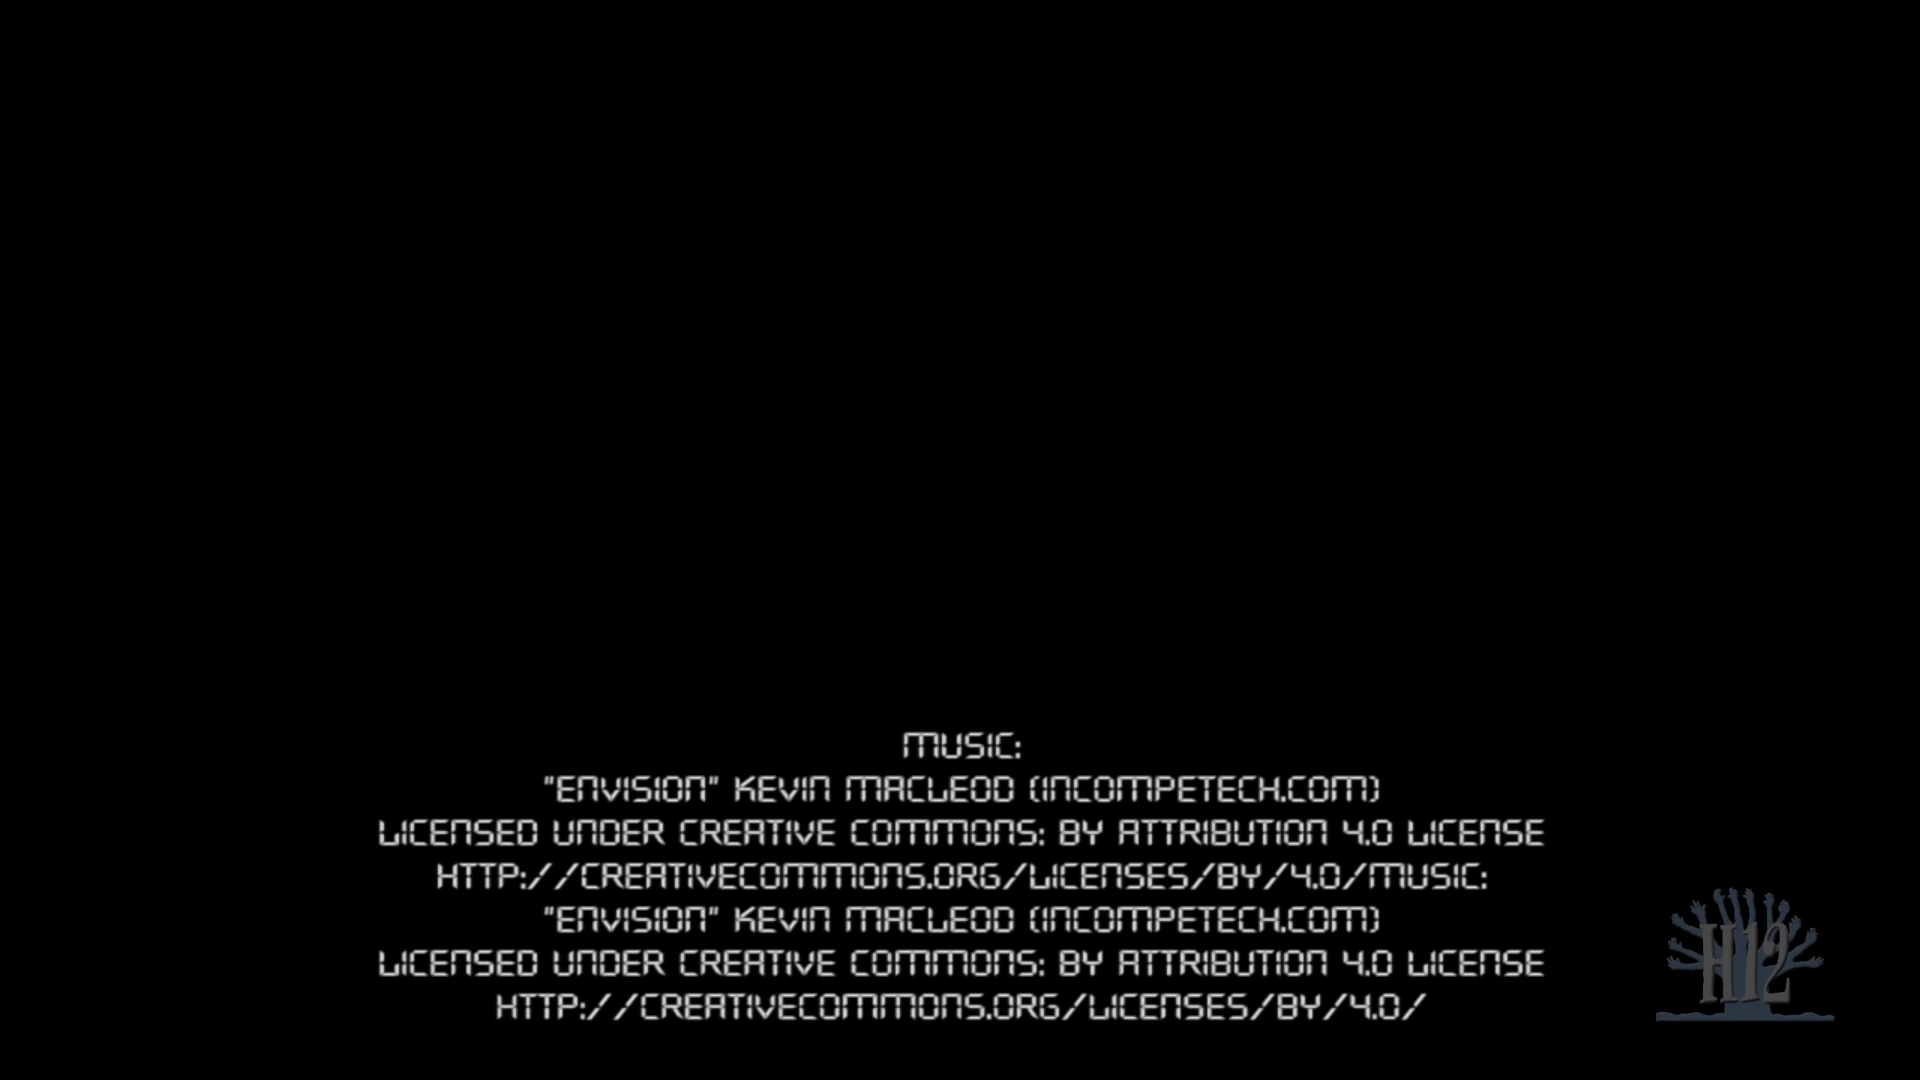 MUSIC:
"ENVISION" KEVIN MACLEOD (INCOMPETECH.COM)
LICENSED UNDER CREATIVE COMMONS: BY ATTRIBUTION 4.0 LICENSE
HTTP://CREATIVECOMMONS.ORG/LICENSES/BY/4.0/MUSIC:
"ENVISION" KEVIN MACLEOD (INCOMPETECH.COM)
LICENSED UNDER CREATIVE COMMONS: BY ATTRIBUTION 4.0 LICENSE
HTTP://CREATIVECOMMONS.ORG/LICENSES/BY/4.0/
H12